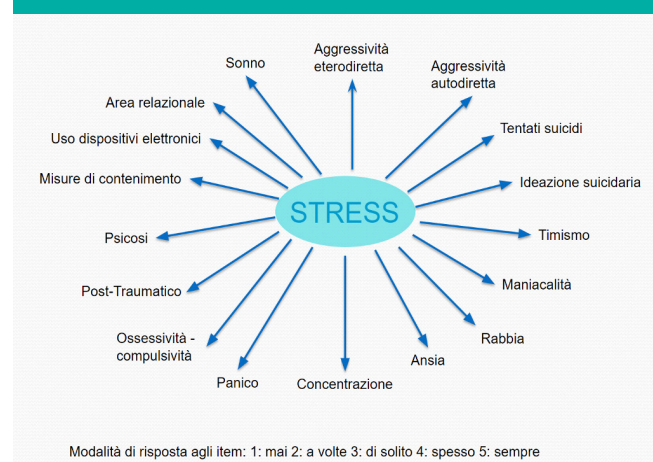 Aggressività
eterodiretta
Sonno
Aggressività
autodiretta
Area relazionale
Tentati suicidi
Uso dispositivi elettronici
Misure di contenimento
Ideazione suicidaria
STRESS
Psicosi
Timismo
Post-Traumatico
Maniacalità
Ossessività -
compulsività
Rabbia
Ansia
Panico
Concentrazione
Modalità di risposta agli item: 1: mai 2: a volte 3: di solito 4: spesso 5: sempre